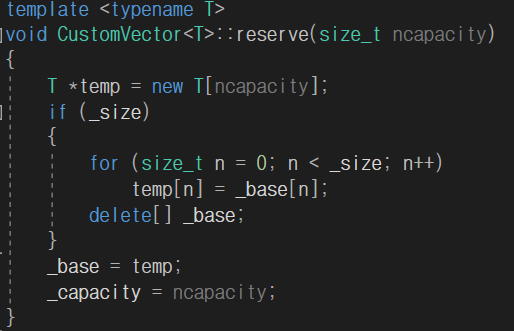 template <typename T>
void CustomVector<T>::reserve(size_t ncapacity)
{
    T *temp = new T[ncapacity];
    if (_size)
    {
        for (size_t n = 0; n < _size; n++)
            temp[n] = _base[n];
        delete[] _base;
    }
    _base = temp;
    _capacity = ncapacity;
}